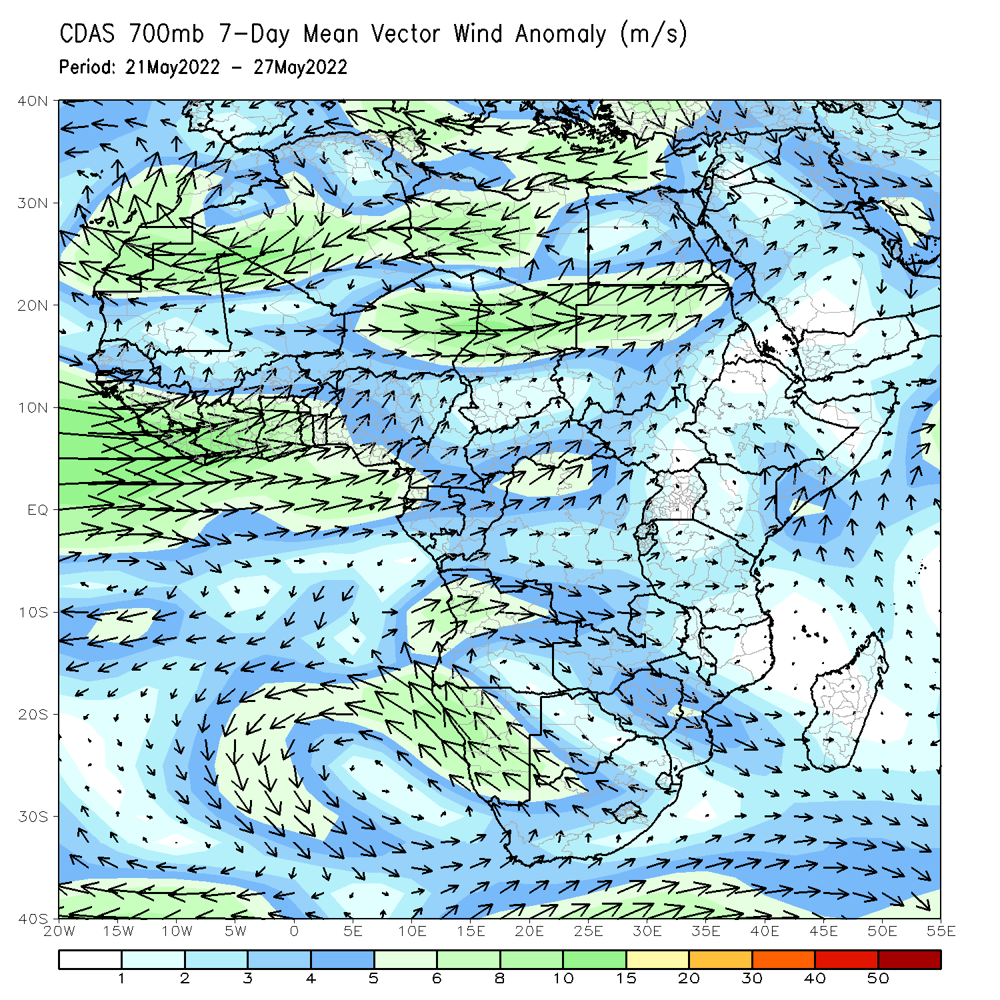 CDAS 700mb 7-Day Mean Vector Wind Anomaly (m/s)
Period: 21May2022 - 27May2022
40N
30N
20N
10N
EQ
10S
20S
30S
40S
20W 15W 10W 5W 0 5E 10E 15E 20E 25E 30E 35E 40E 45E 50E 55E
1 2 3 4 5 6 8 10 15 20 30 40 50